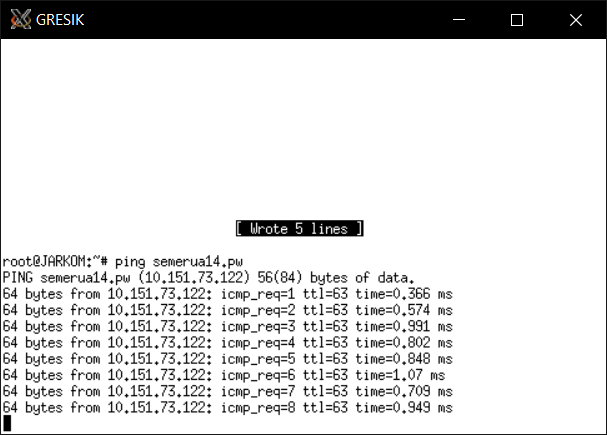 GRESIK
[ Wrote 5 lines ]
root@JARKOM:~# ping semerua14.pw
PING semerua14.pw (10.151.73.122) 56(84) bytes of data.
64 bytes from 10.151.73.122: icmp_req=1 ttl=63 time=0.366 ms
64 bytes from 10.151.73.122: icmp_req=2 ttl=63 time=0.574 ms
64 bytes from 10.151.73.122: icmp_req=3 ttl=63 time=0.991 ms
64 bytes from 10.151.73.122: icmp_req=4 ttl=63 time=0.802 ms
64 bytes from 10.151.73.122: icmp_req=5 ttl=63 time=0.848 ms
64 bytes from 10.151.73.122: icmp_req=6 ttl=63 time=1.07 ms
64 bytes from 10.151.73.122: icmp_req=7 ttl=63 time=0.709 ms
64 bytes from 10.151.73.122: icmp_req=8 ttl=63 time=0.949 ms